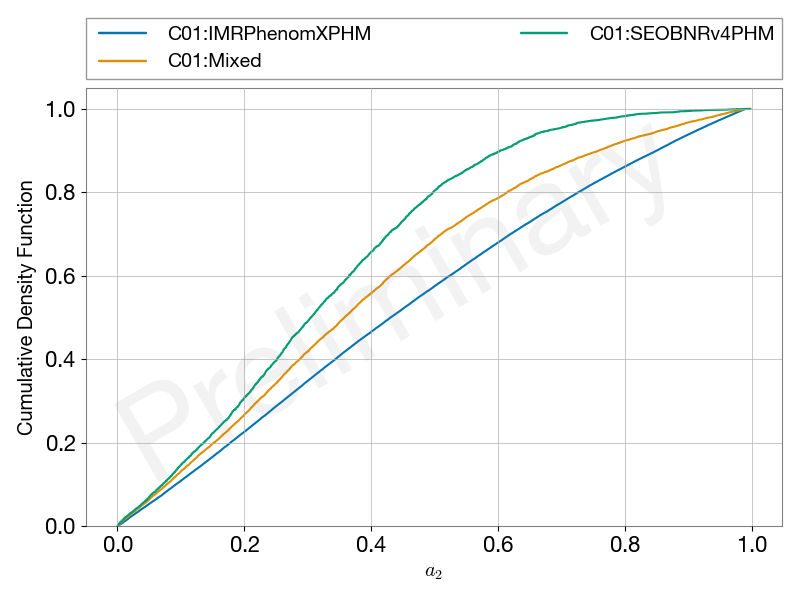 C01:IMRPhenomXPHM
C01:Mixed
C01:SEOBNRv4PHM
1.0
0.8
0.6
0.4
0.2
0.0
Cumulative Density Function
Preliminary
0.0 0.2 0.4 0.6 0.8 1.0
a₂